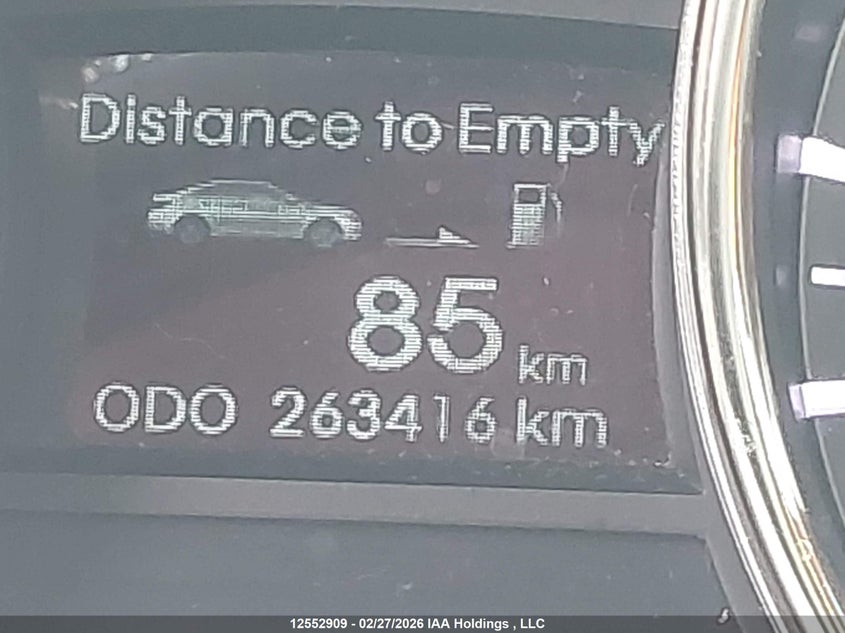 Distance to Empty
85 km
ODO 263416 km
12552909 - 02/27/2026 IAA Holdings , LLC